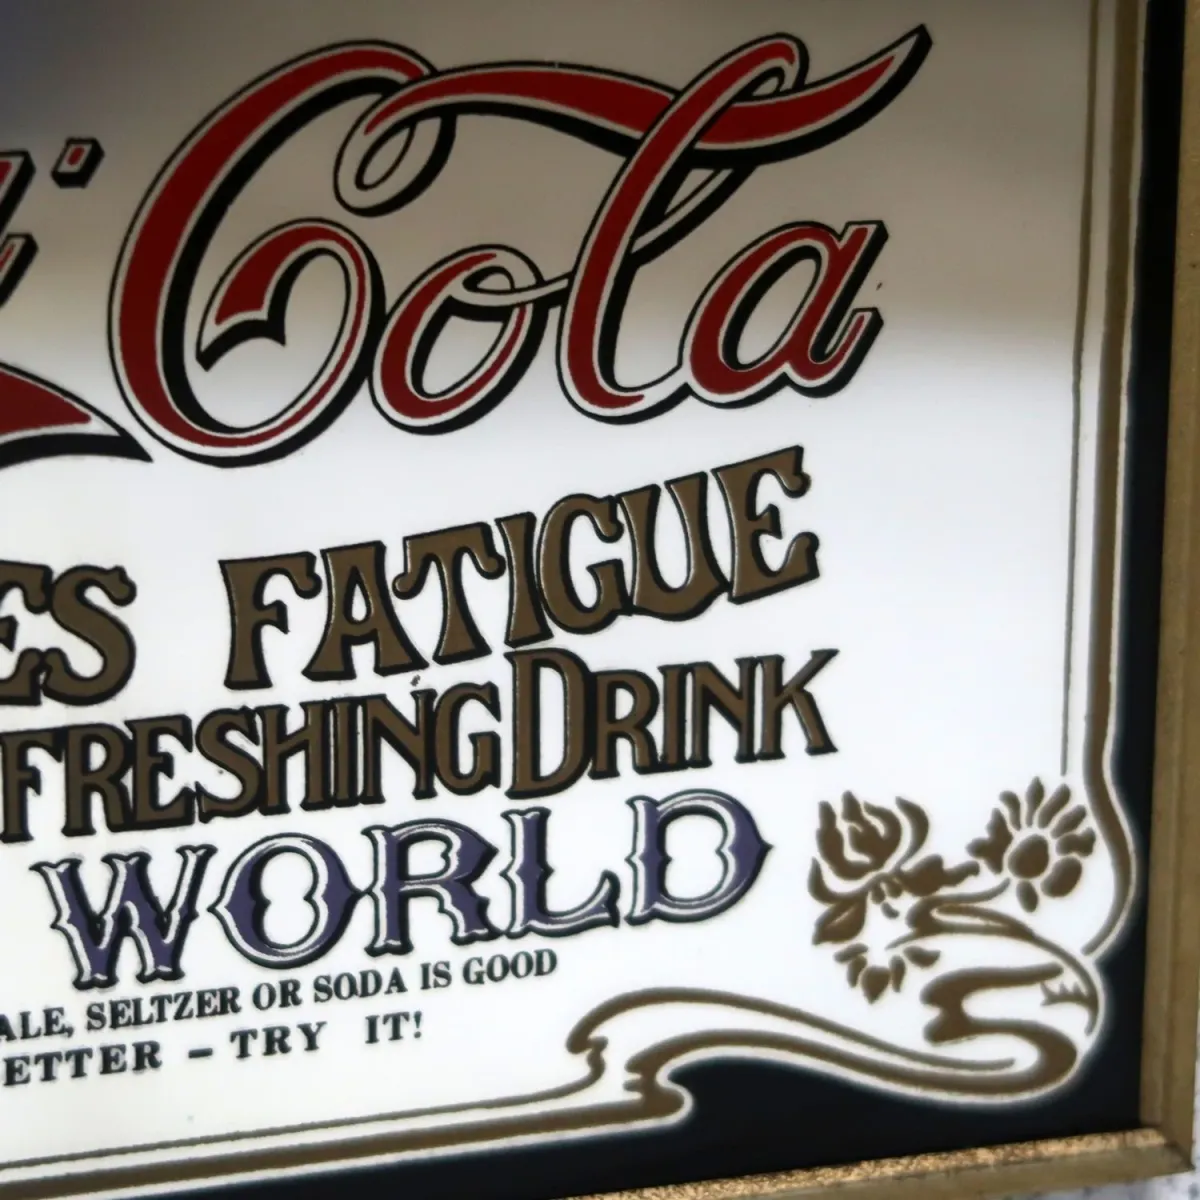 Cola
ES FATIGUE
FRESHING DRINK
WORLD
ALE, SELTZER OR SODA IS GOOD
ETTER – TRY IT!